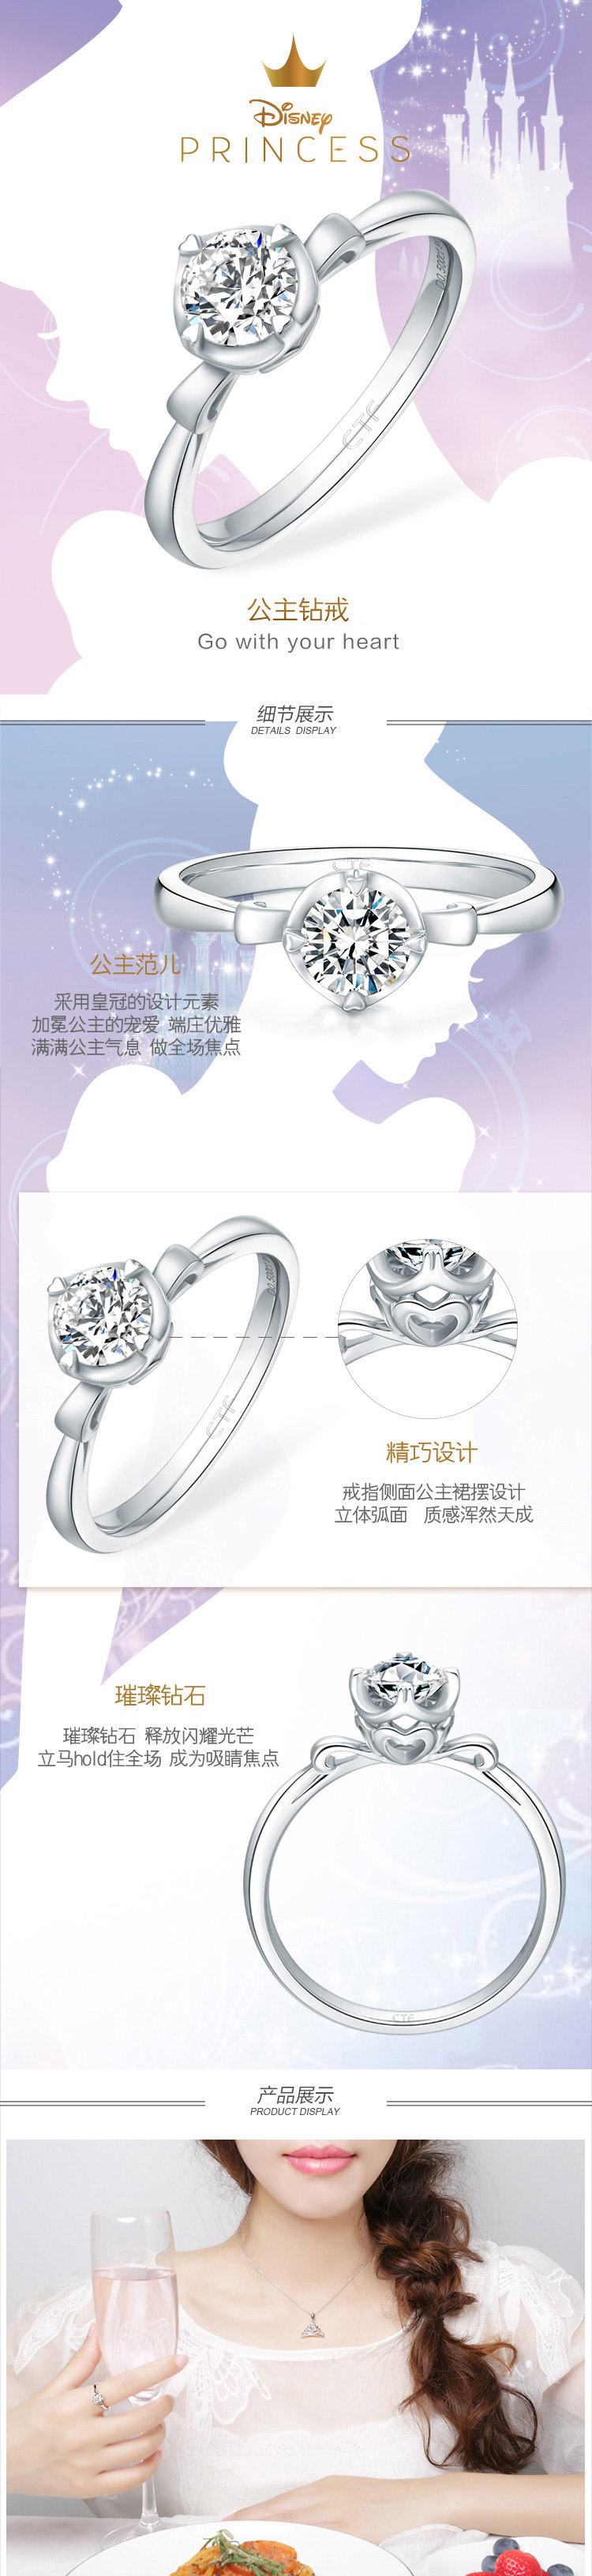 Disney
PRINCESS
CTF
公主钻戒
Go with your heart
细节展示
DETAILS DISPLAY
CTF
公主范儿
采用皇冠的设计元素
加冕公主的宠爱 端庄优雅
满满公主气息 做全场焦点
CTF
精巧设计
戒指侧面公主裙摆设计
立体弧面 质感浑然天成
璀璨钻石
璀璨钻石 释放闪耀光芒
立马hold住全场 成为吸睛焦点
CTF
产品展示
PRODUCT DISPLAY